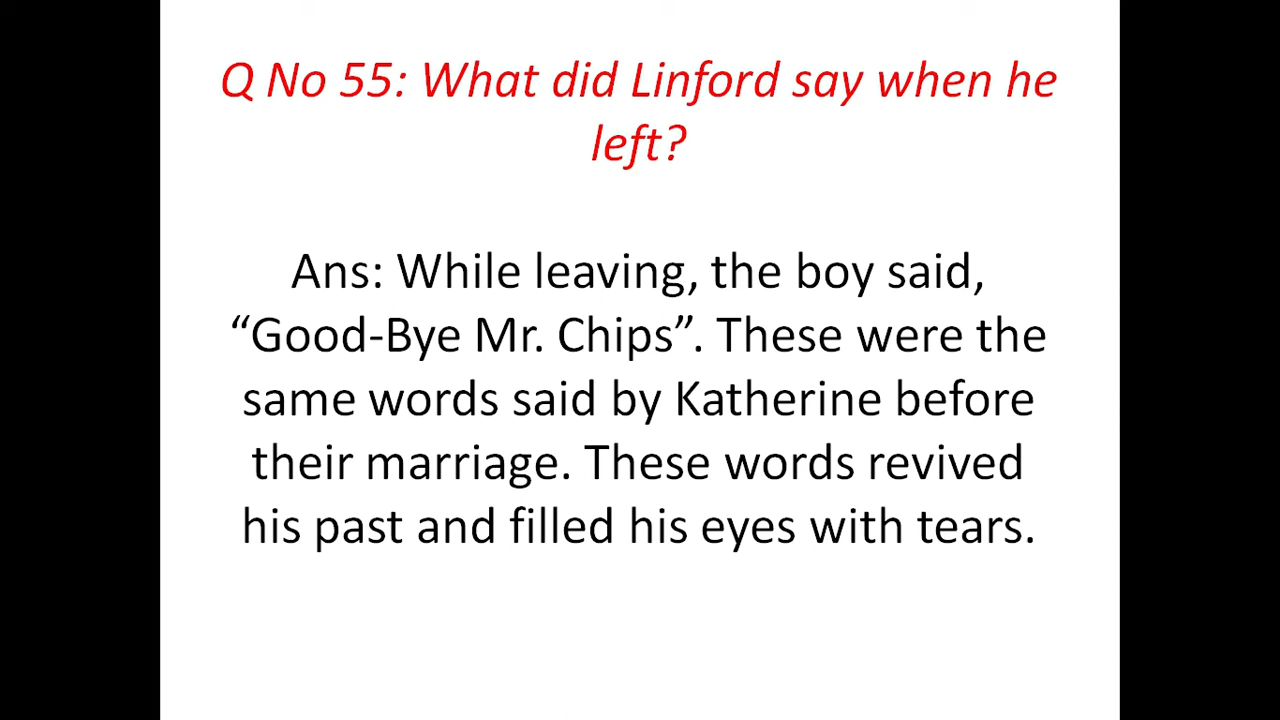 Q No 55: What did Linford say when he
left?
Ans: While leaving, the boy said,
“Good-Bye Mr. Chips”. These were the
same words said by Katherine before
their marriage. These words revived
his past and filled his eyes with tears.